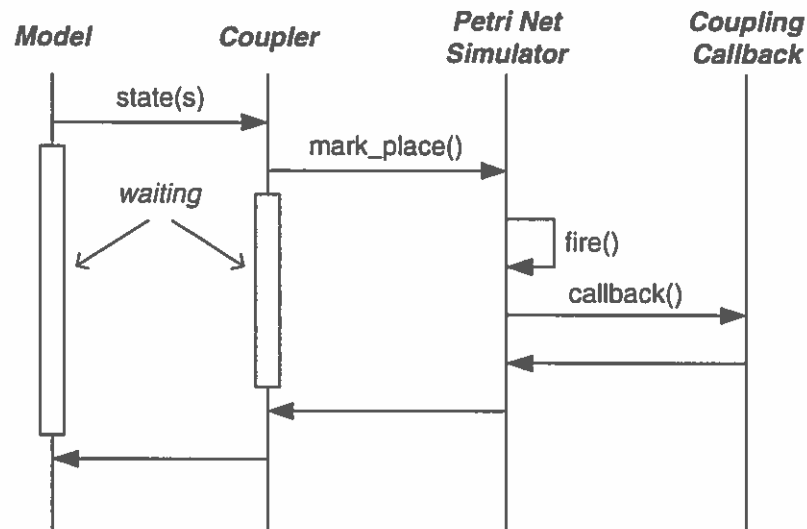 Model
Coupler
Petri Net
Simulator
Coupling
Callback
state(s)
mark_place()
waiting
fire()
callback()